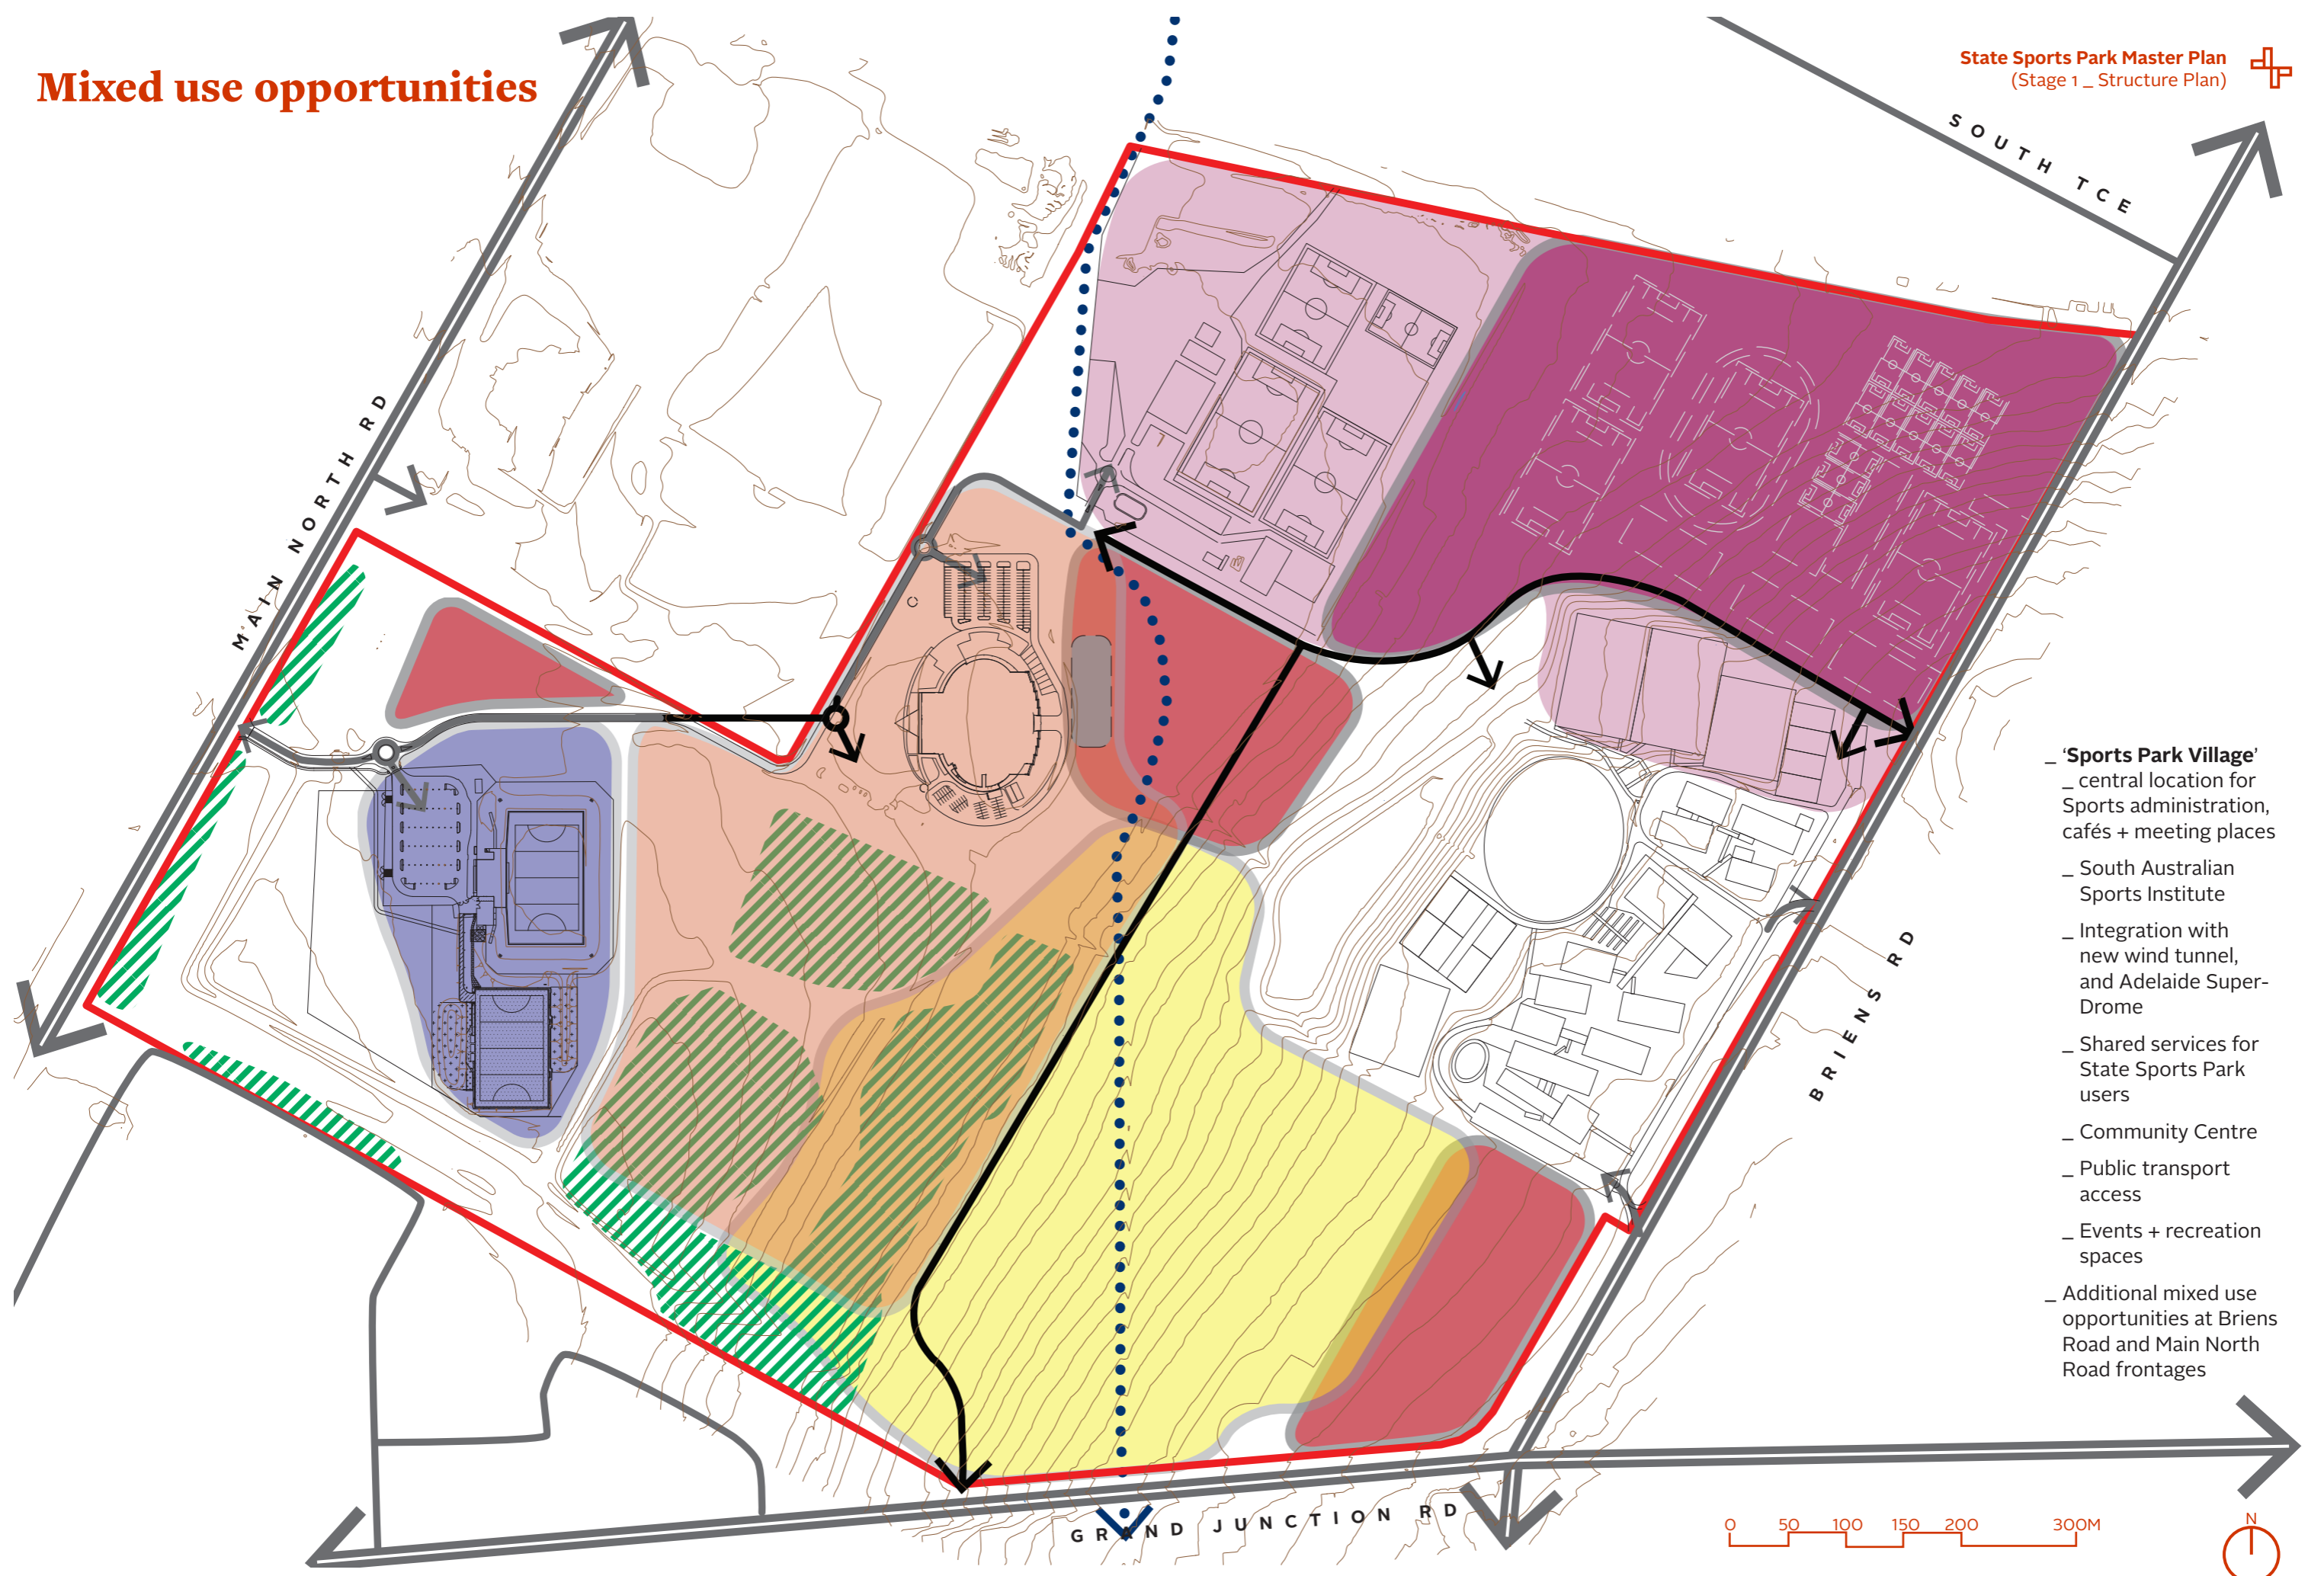 Mixed use opportunities
State Sports Park Master Plan
(Stage 1 _ Structure Plan)
SOUTH TCE
MAIN NORTH RD
_ ‘Sports Park Village’
_ central location for
Sports administration,
cafés + meeting places
_ South Australian
Sports Institute
_ Integration with
new wind tunnel,
and Adelaide Super-
Drome
_ Shared services for
State Sports Park
users
_ Community Centre
_ Public transport
access
_ Events + recreation
spaces
_ Additional mixed use
opportunities at Briens
Road and Main North
Road frontages
BRIENS RD
GRAND JUNCTION RD
0 50 100 150 200 300M
N